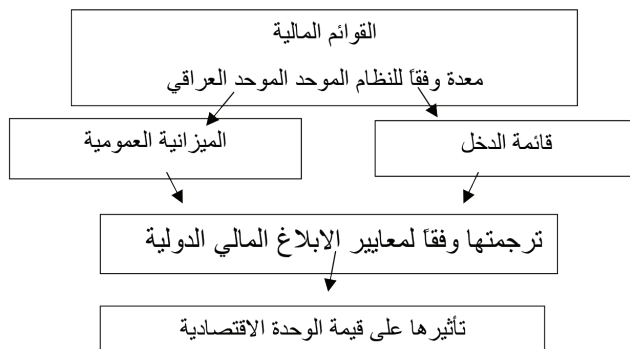 القوائم المالية
معدة وفقاً للنظام الموحد الموحد العراقي
قائمة الدخل
الميزانية العمومية
ترجمتها وفقاً لمعايير الابلاغ المالي الدولية
تأثيرها على قيمة الوحدة الاقتصادية